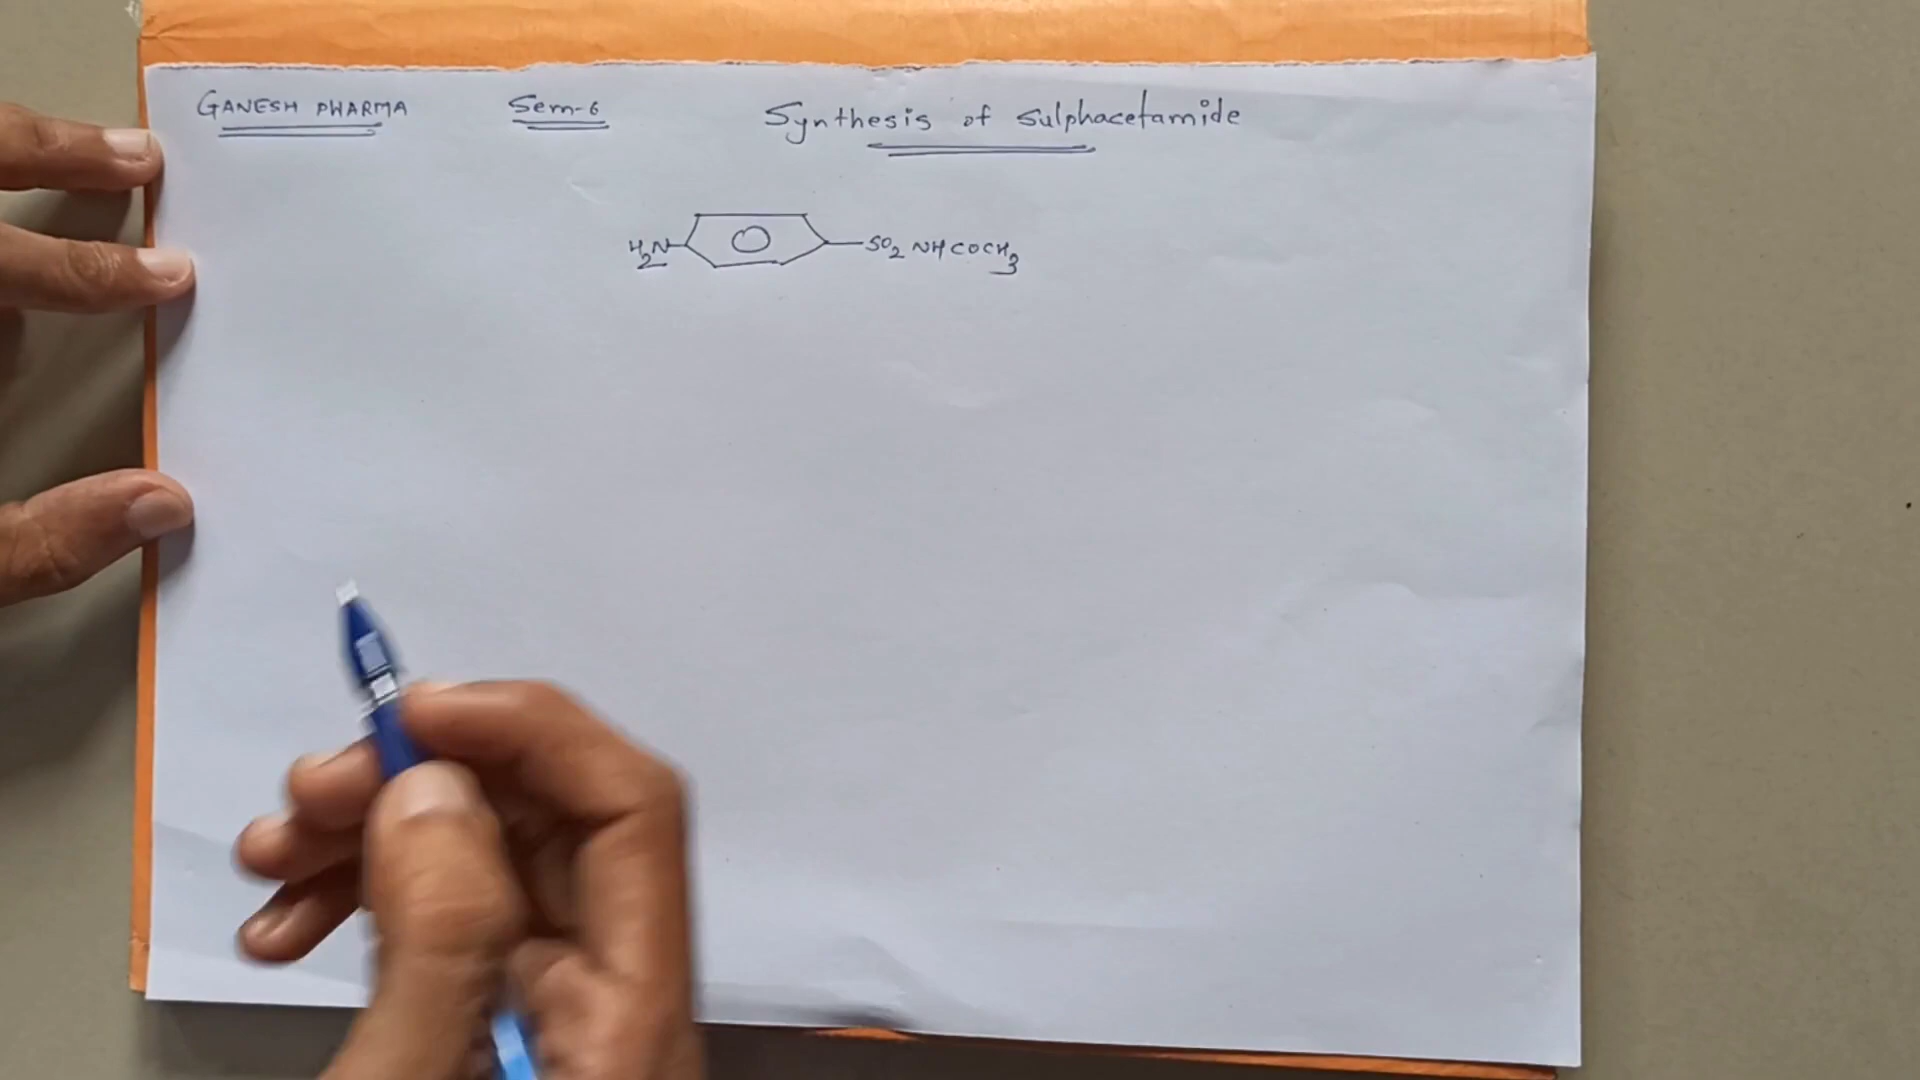 GANESH PHARMA Sem-6 Synthesis of Sulphacetamide
H2N SO2 NHCOCH3